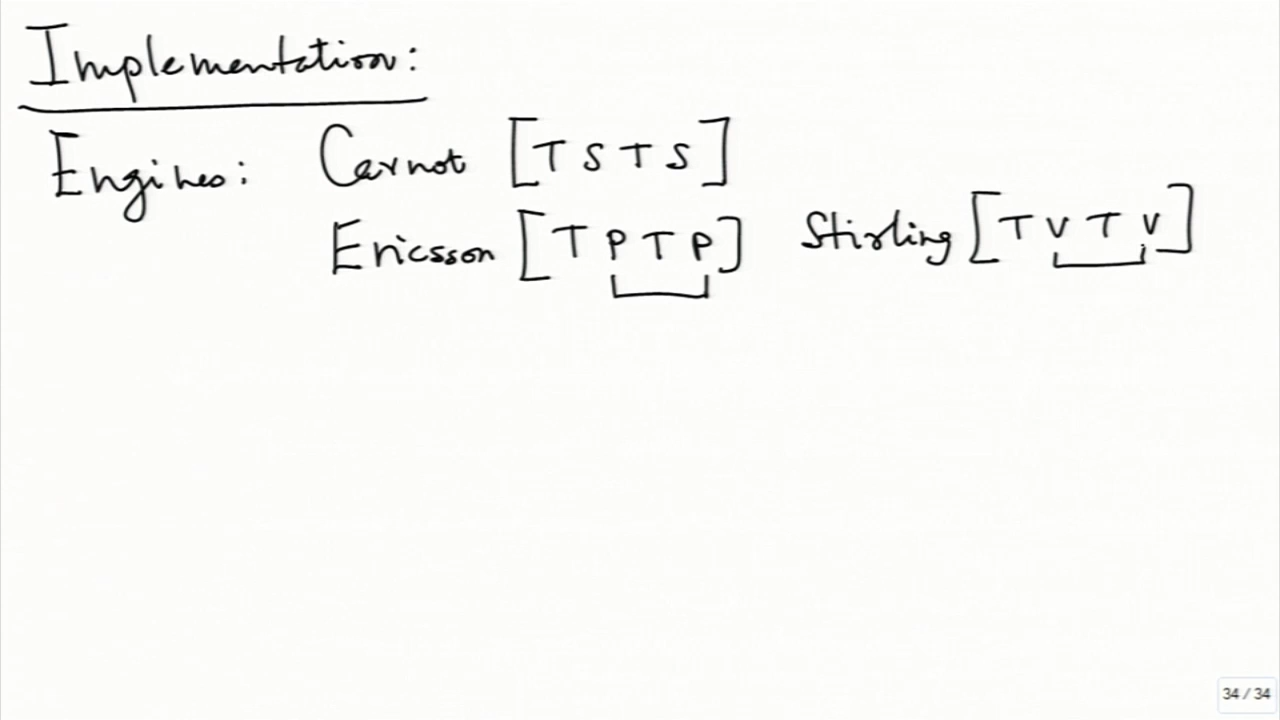 Implementation:
Engines: Carnot [T S T S]
Ericsson [T P T P] Stirling [T V T V]
34 / 34